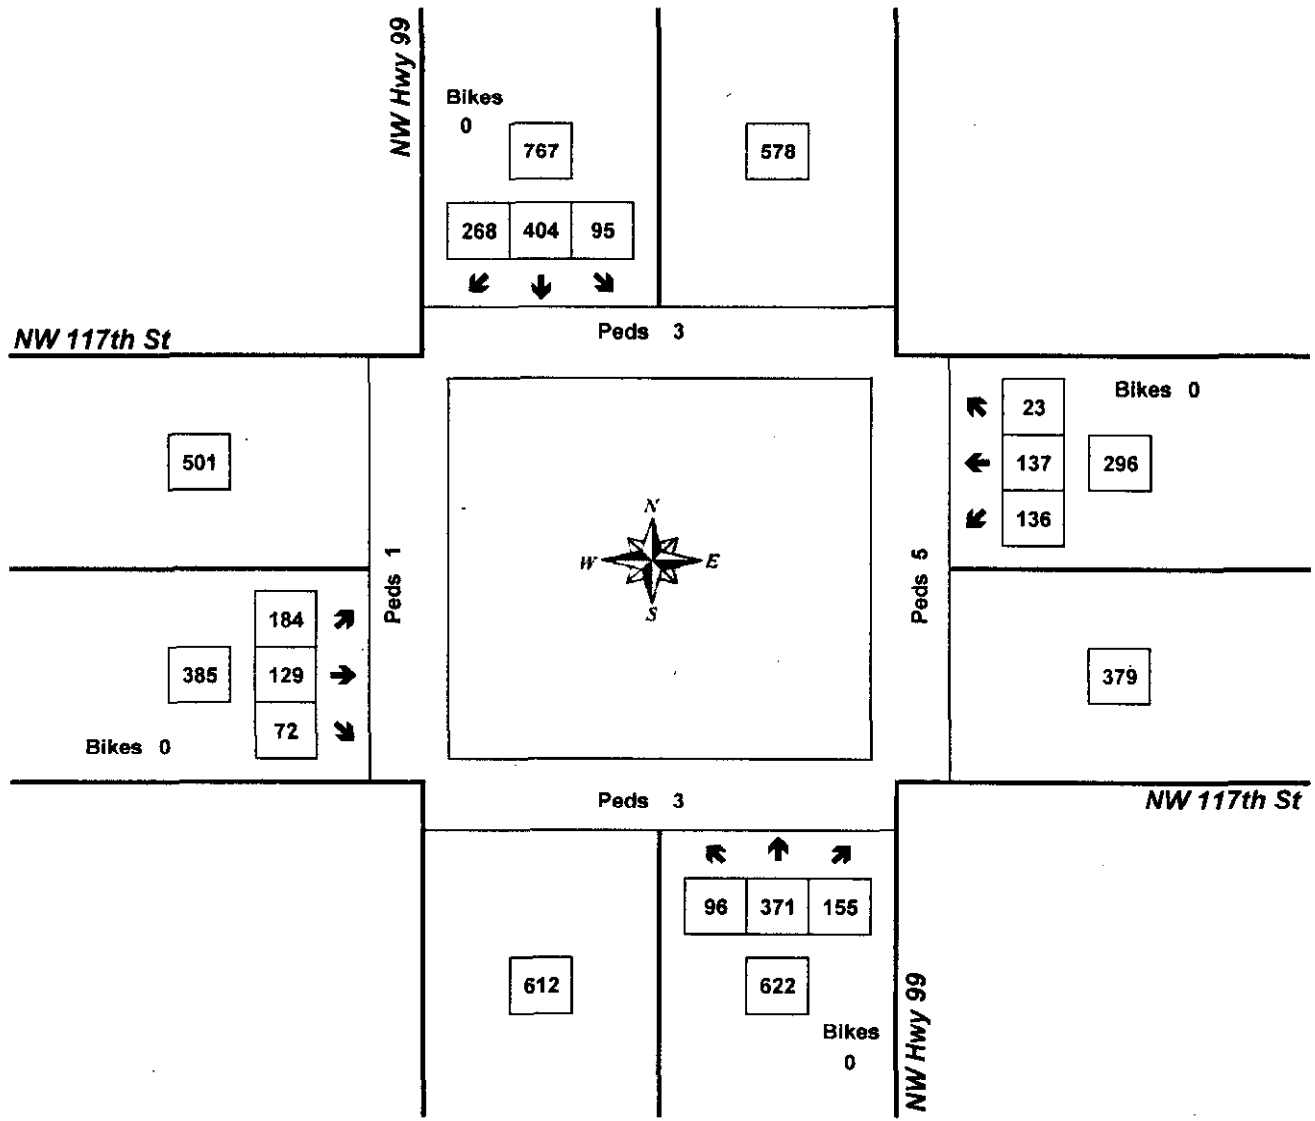 NW Hwy 99
Bikes
0
767
578
268 404 95
Peds 3
NW 117th St
Bikes 0
23
501
137
296
136
N
W E
S
Peds 1
Peds 5
184
385
129
379
72
Bikes 0
Peds 3
NW 117th St
96 371 155
612
622
Bikes
0
NW Hwy 99